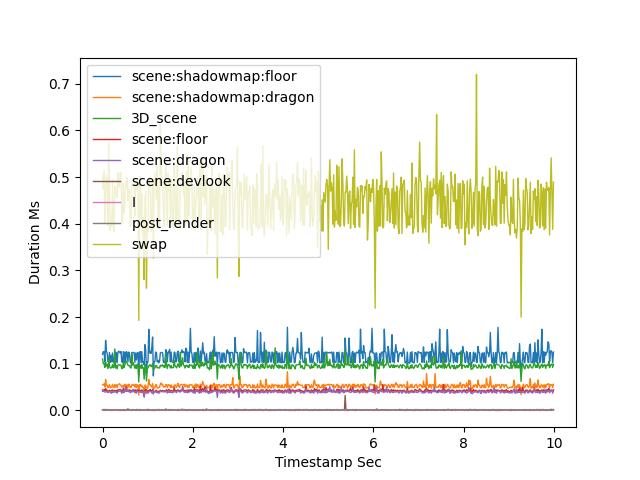 scene:shadowmap:floor
scene:shadowmap:dragon
3D_scene
scene:floor
scene:dragon
scene:devlook
I
post_render
swap
0.7
0.6
0.5
0.4
0.3
0.2
0.1
0.0
Duration Ms
0 2 4 6 8 10
Timestamp Sec